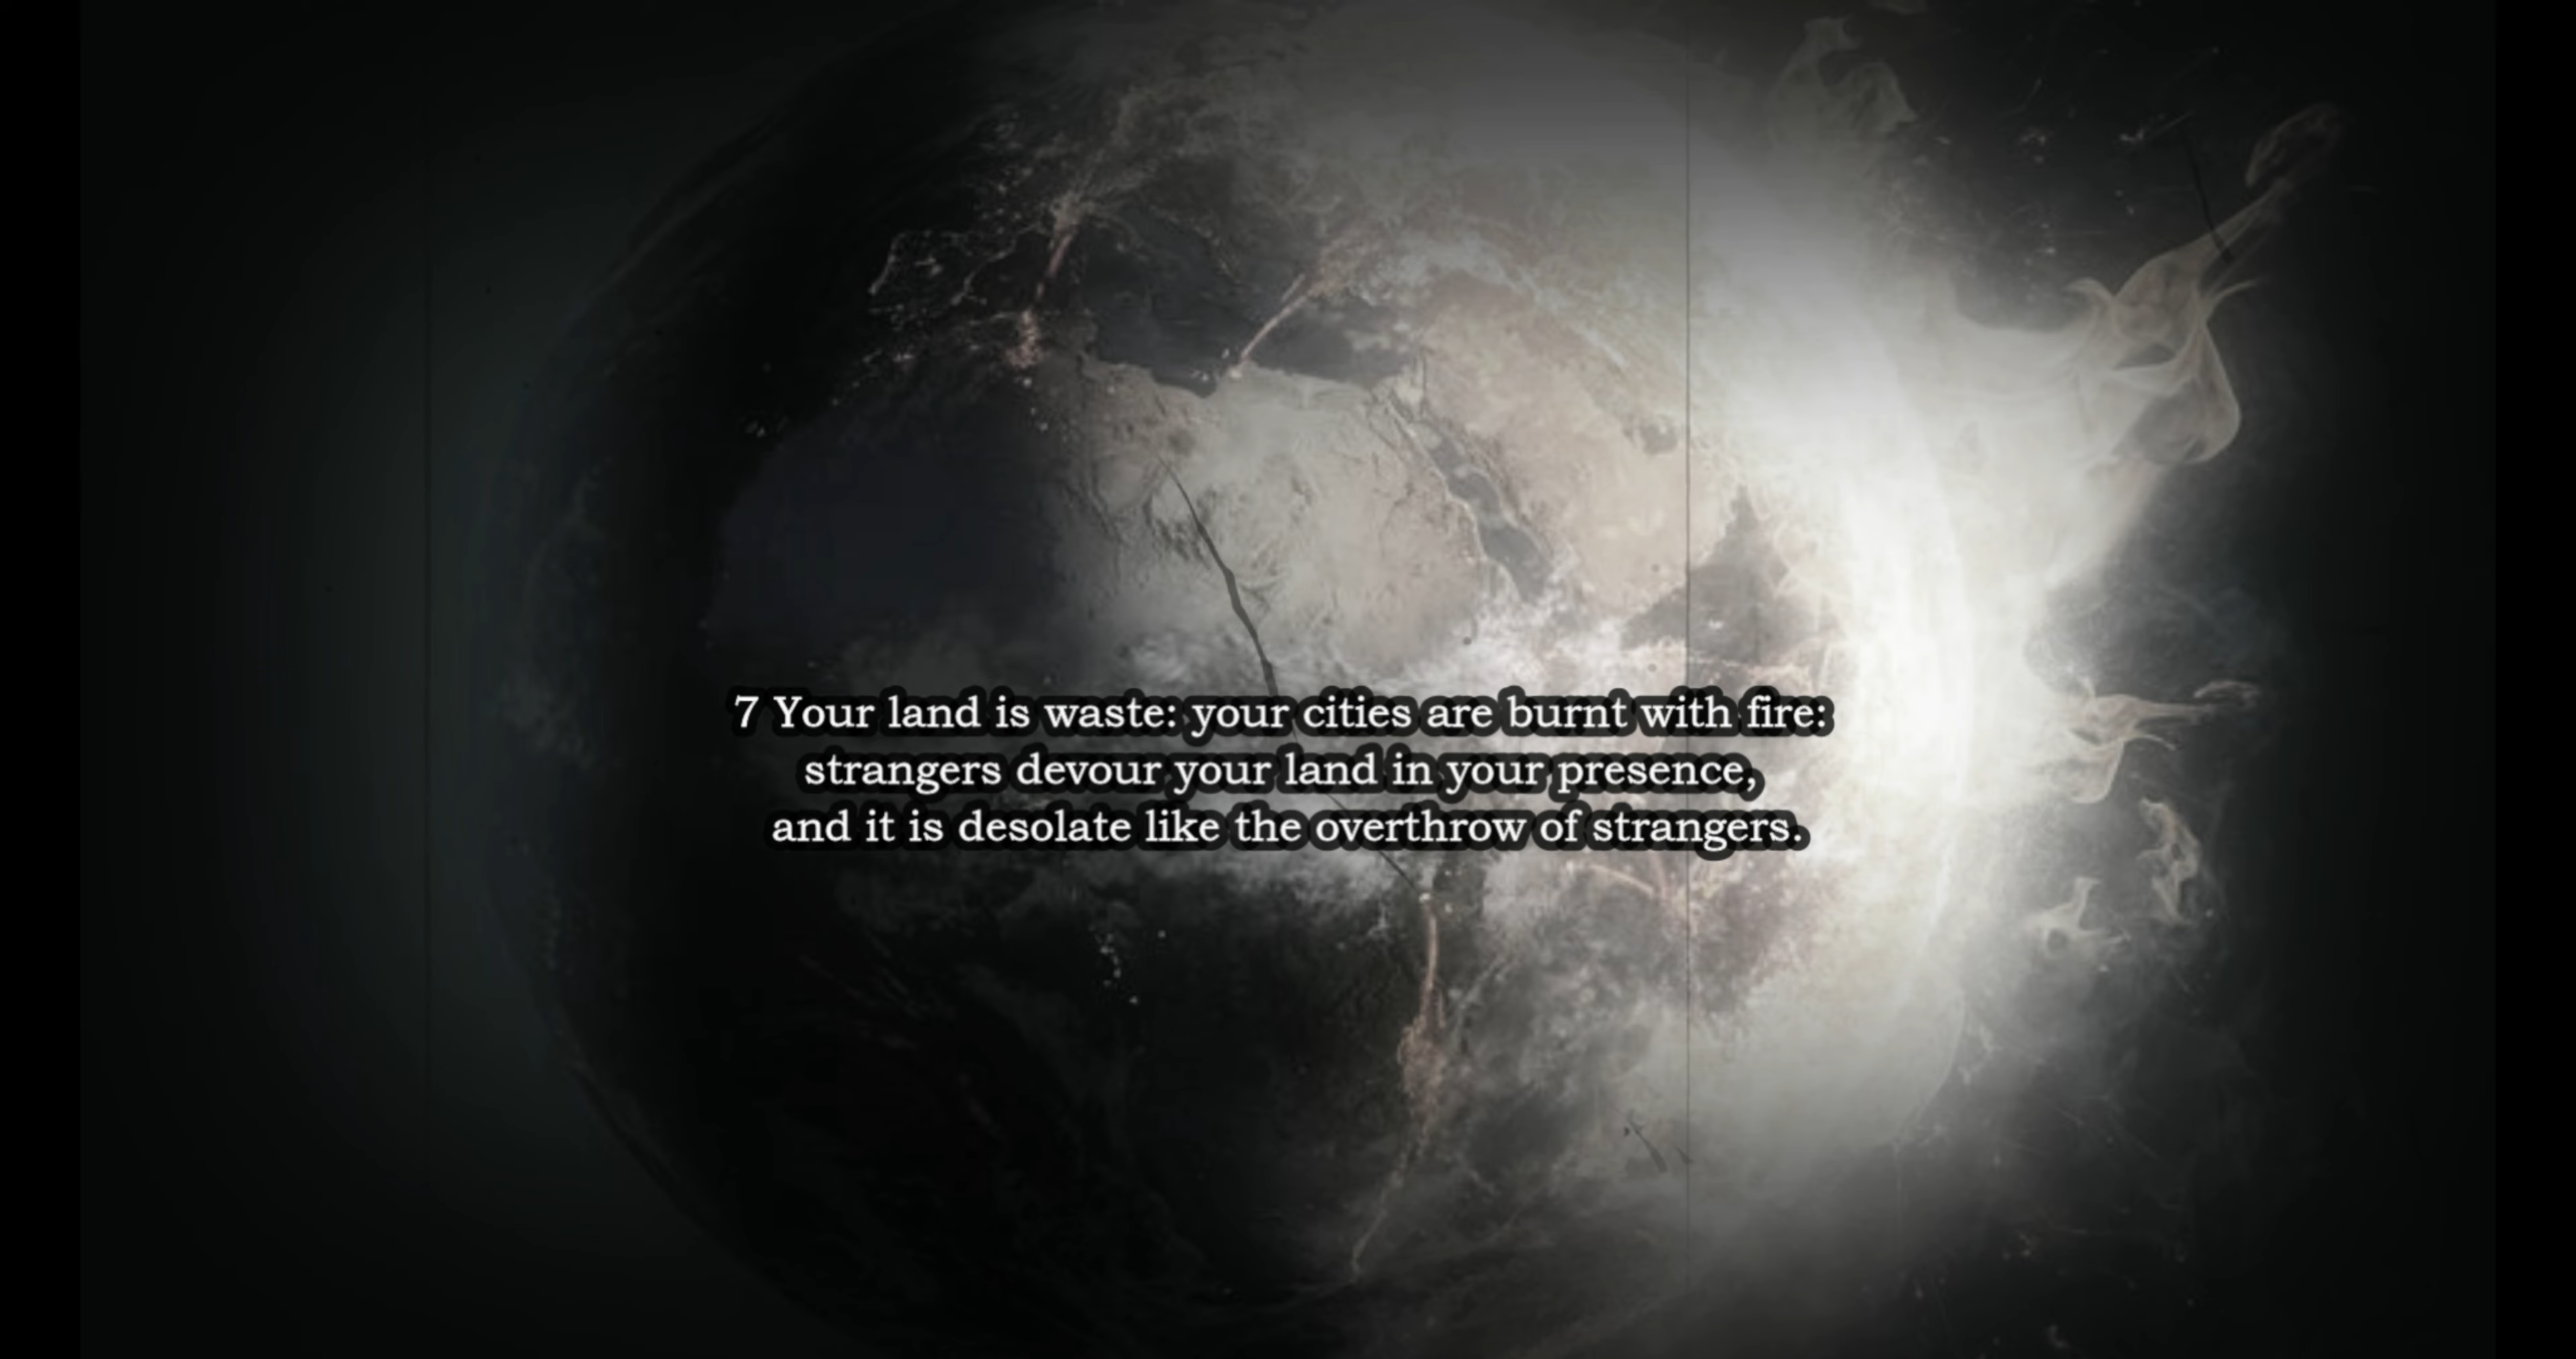 7 Your land is waste: your cities are burnt with fire:
strangers devour your land in your presence,
and it is desolate like the overthrow of strangers.